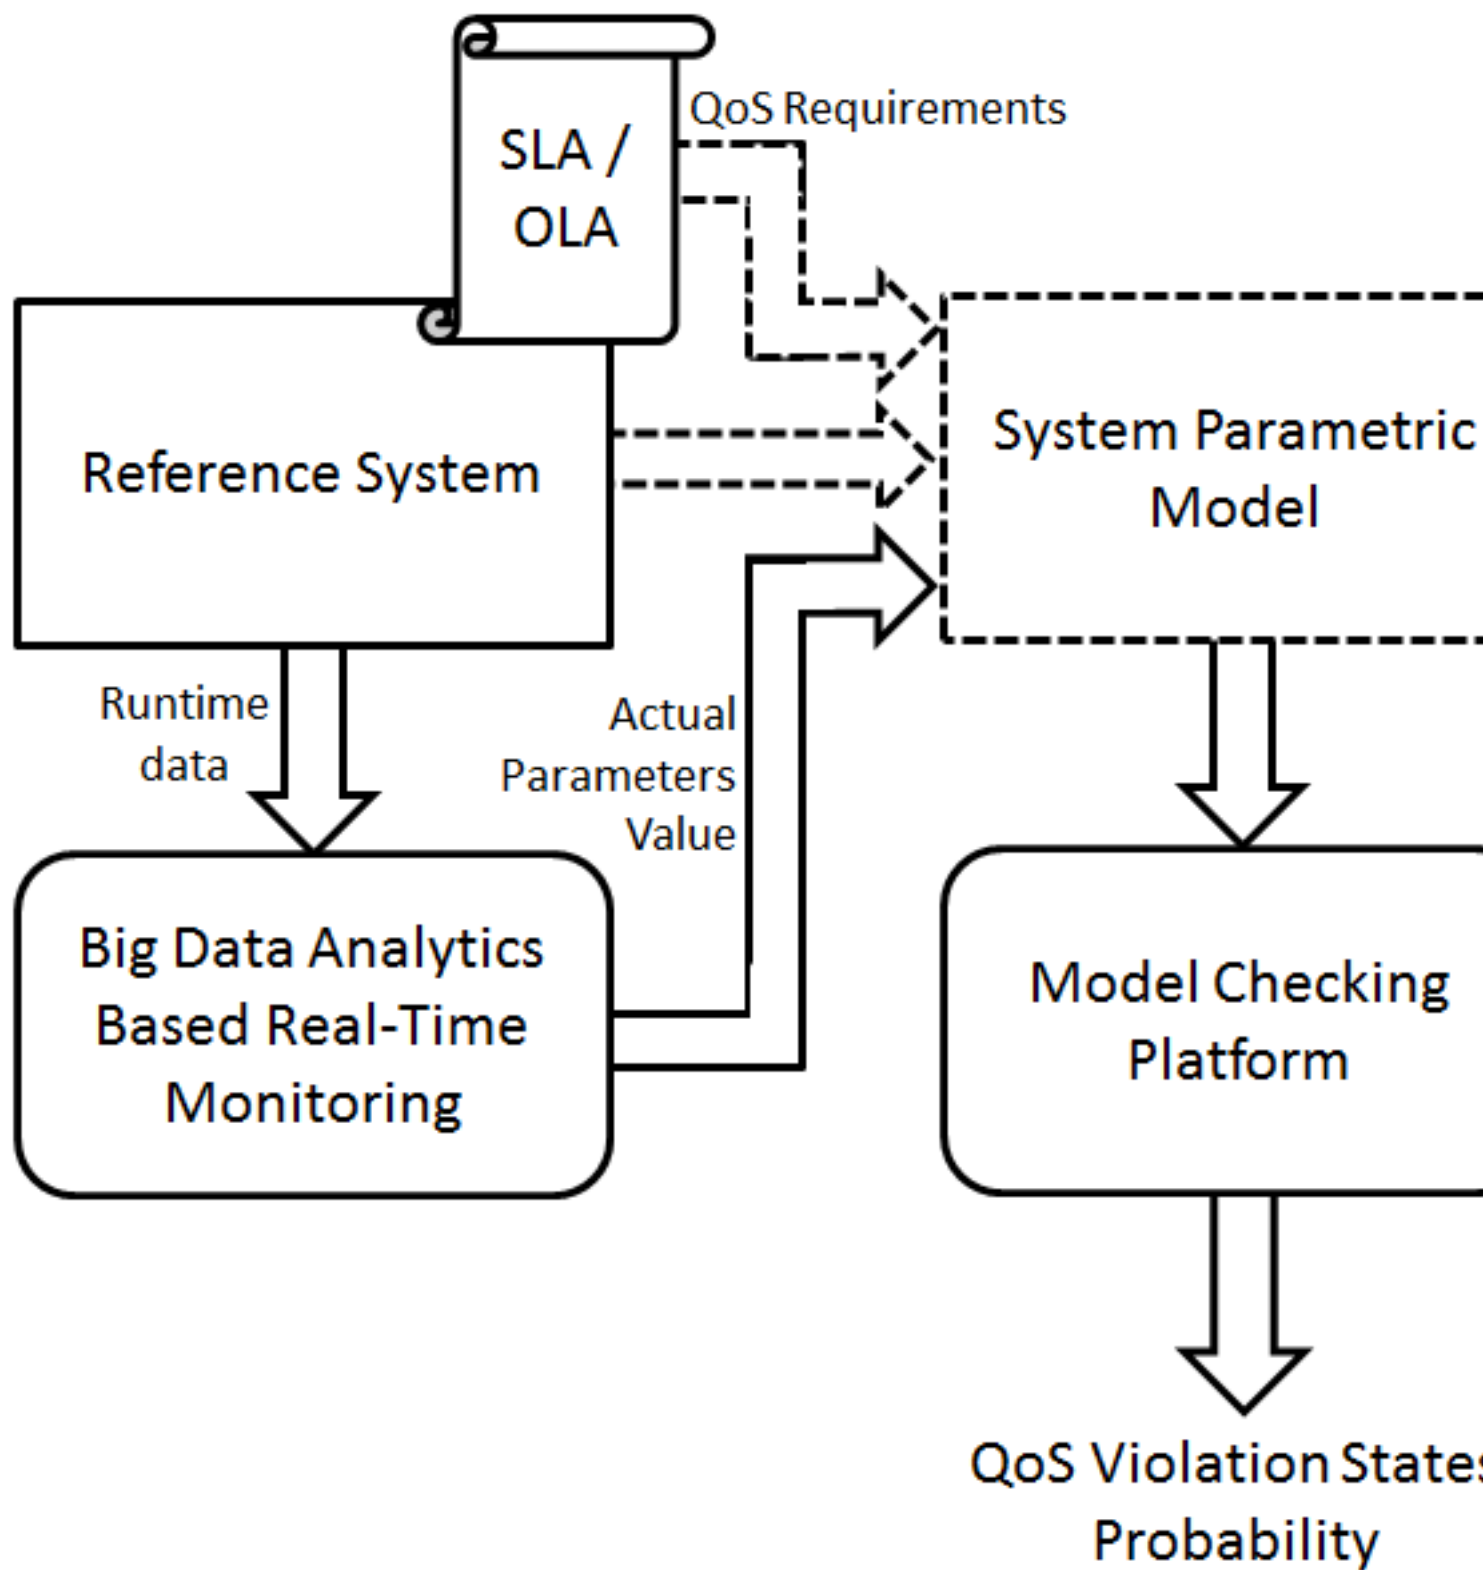 SLA /
OLA
QoS Requirements
Reference System
System Parametric
Model
Runtime
data
Actual
Parameters
Value
Big Data Analytics
Based Real-Time
Monitoring
Model Checking
Platform
QoS Violation States
Probability